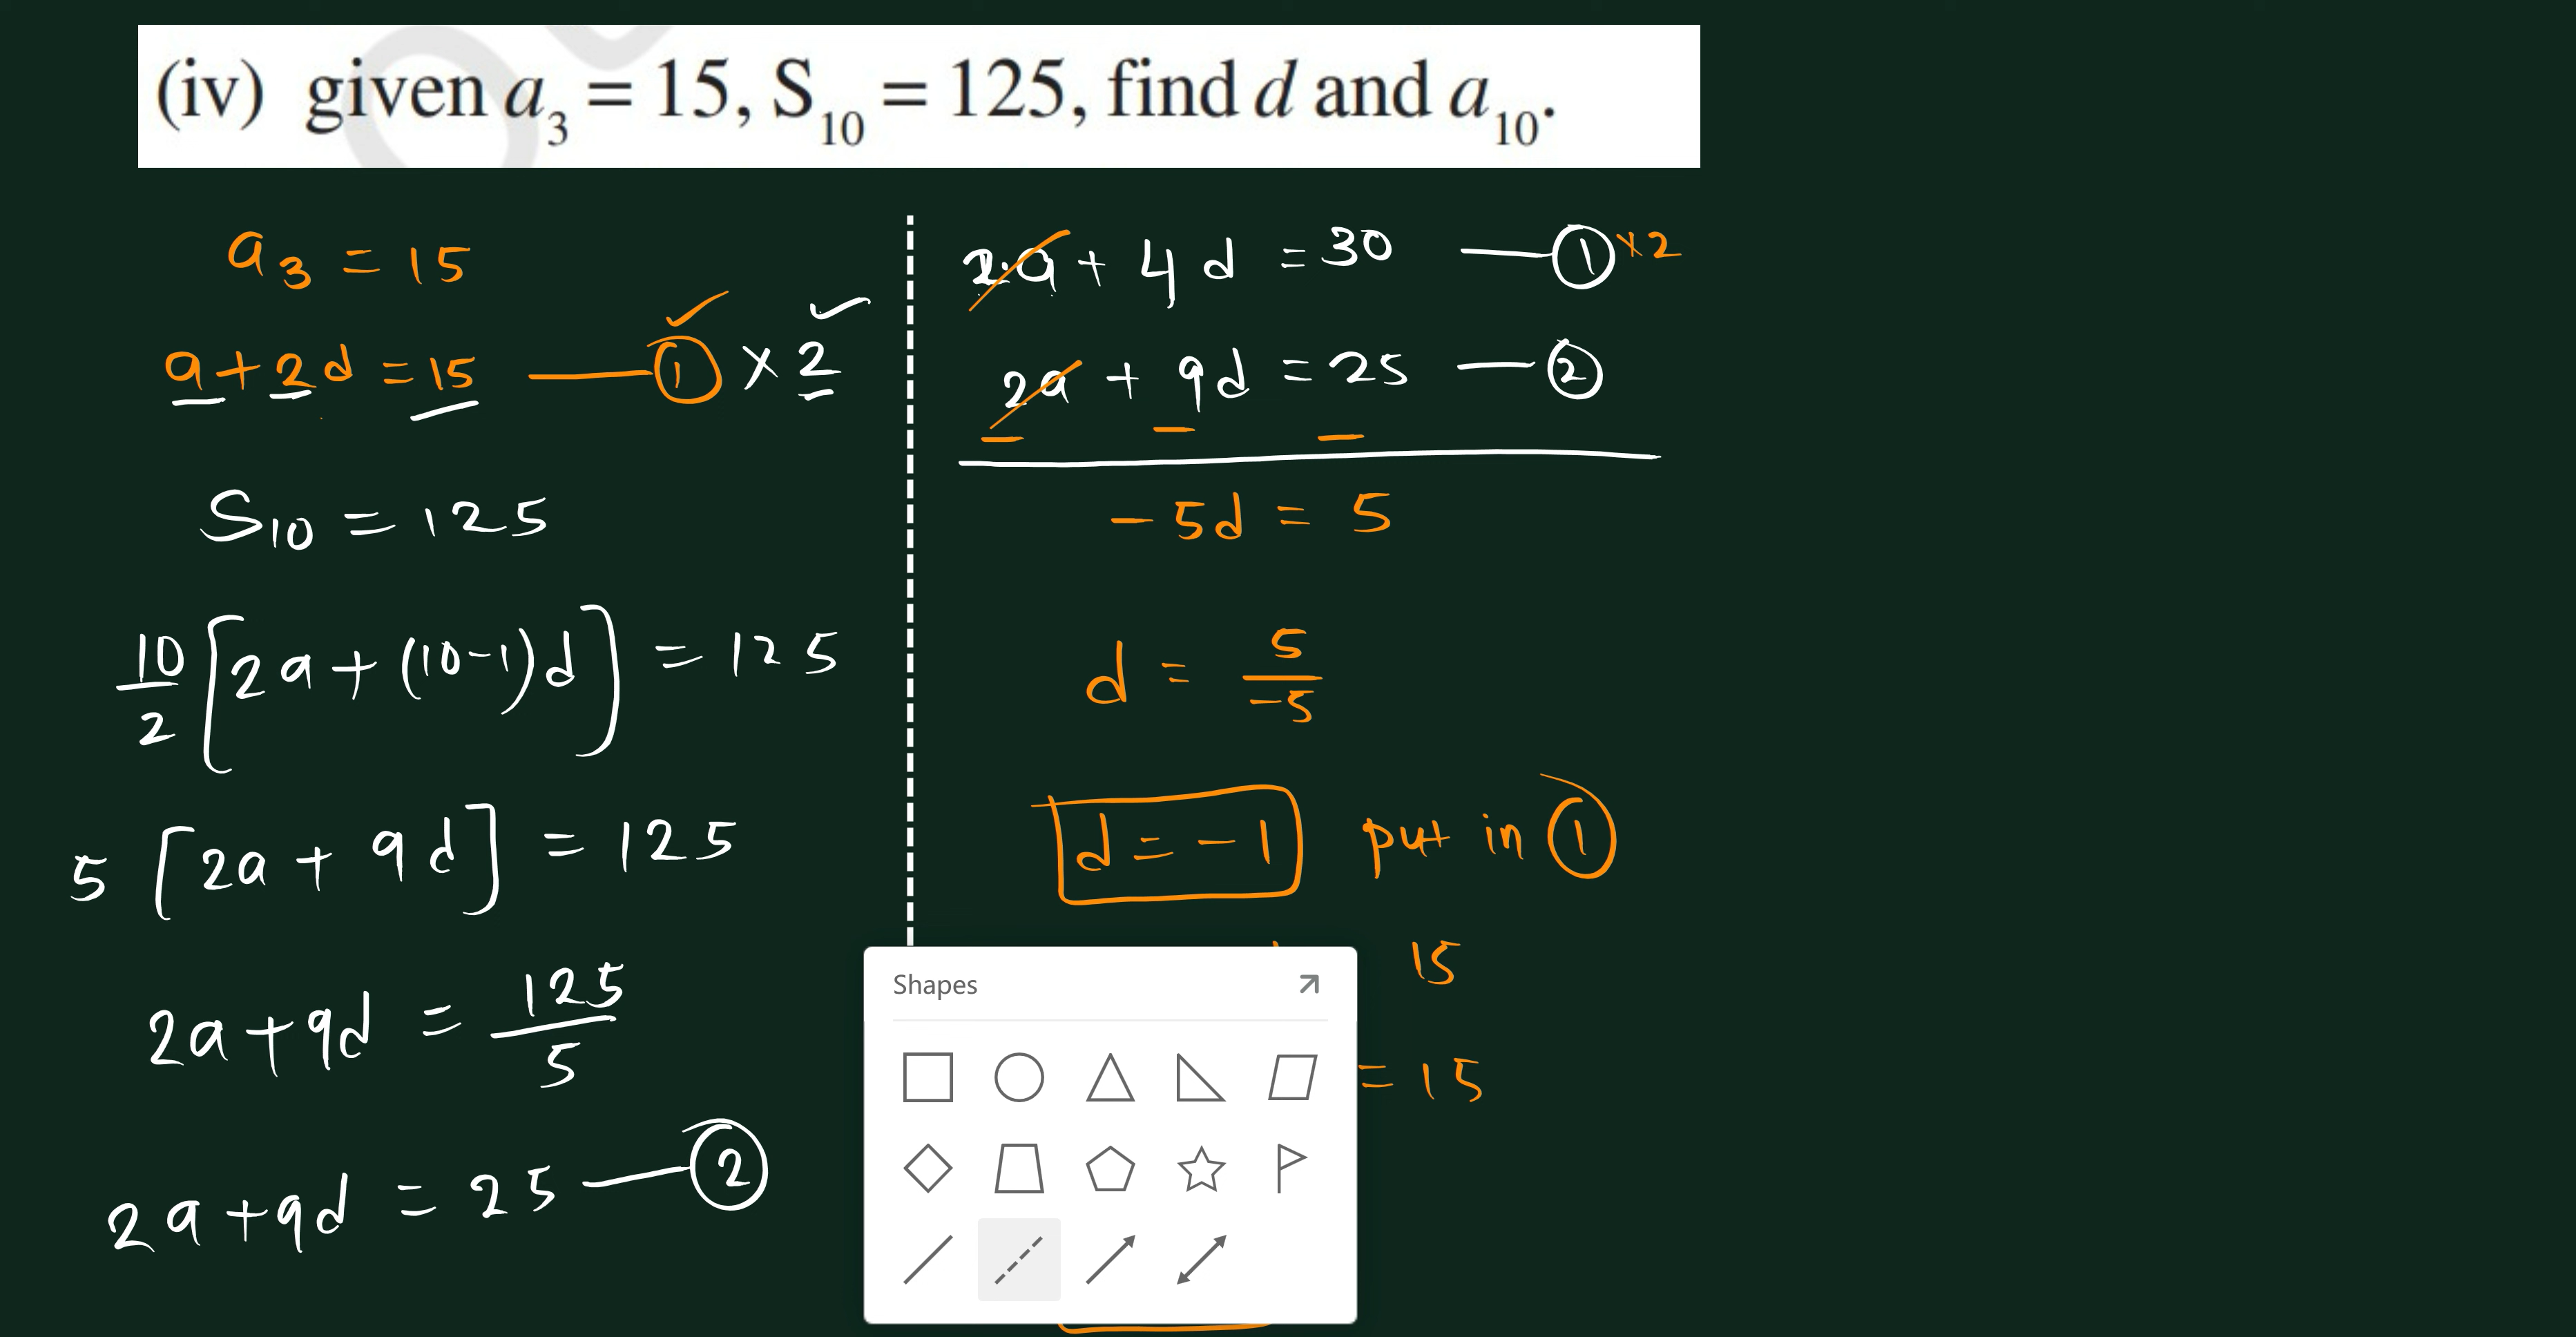 (iv) given a₃ = 15, S₁₀ = 125, find d and a₁₀.
a₃ = 15
a + 2d = 15 — ① × 2
S₁₀ = 125
10/2 [2a + (10-1)d] = 125
5 [2a + 9d] = 125
2a + 9d = 125/5
2a + 9d = 25 — ②
2a + 4d = 30 — ① ×2
2a + 9d = 25 — ②
- - -
-5d = 5
d = 5/-5
d = -1 put in ①
15
= 15
Shapes